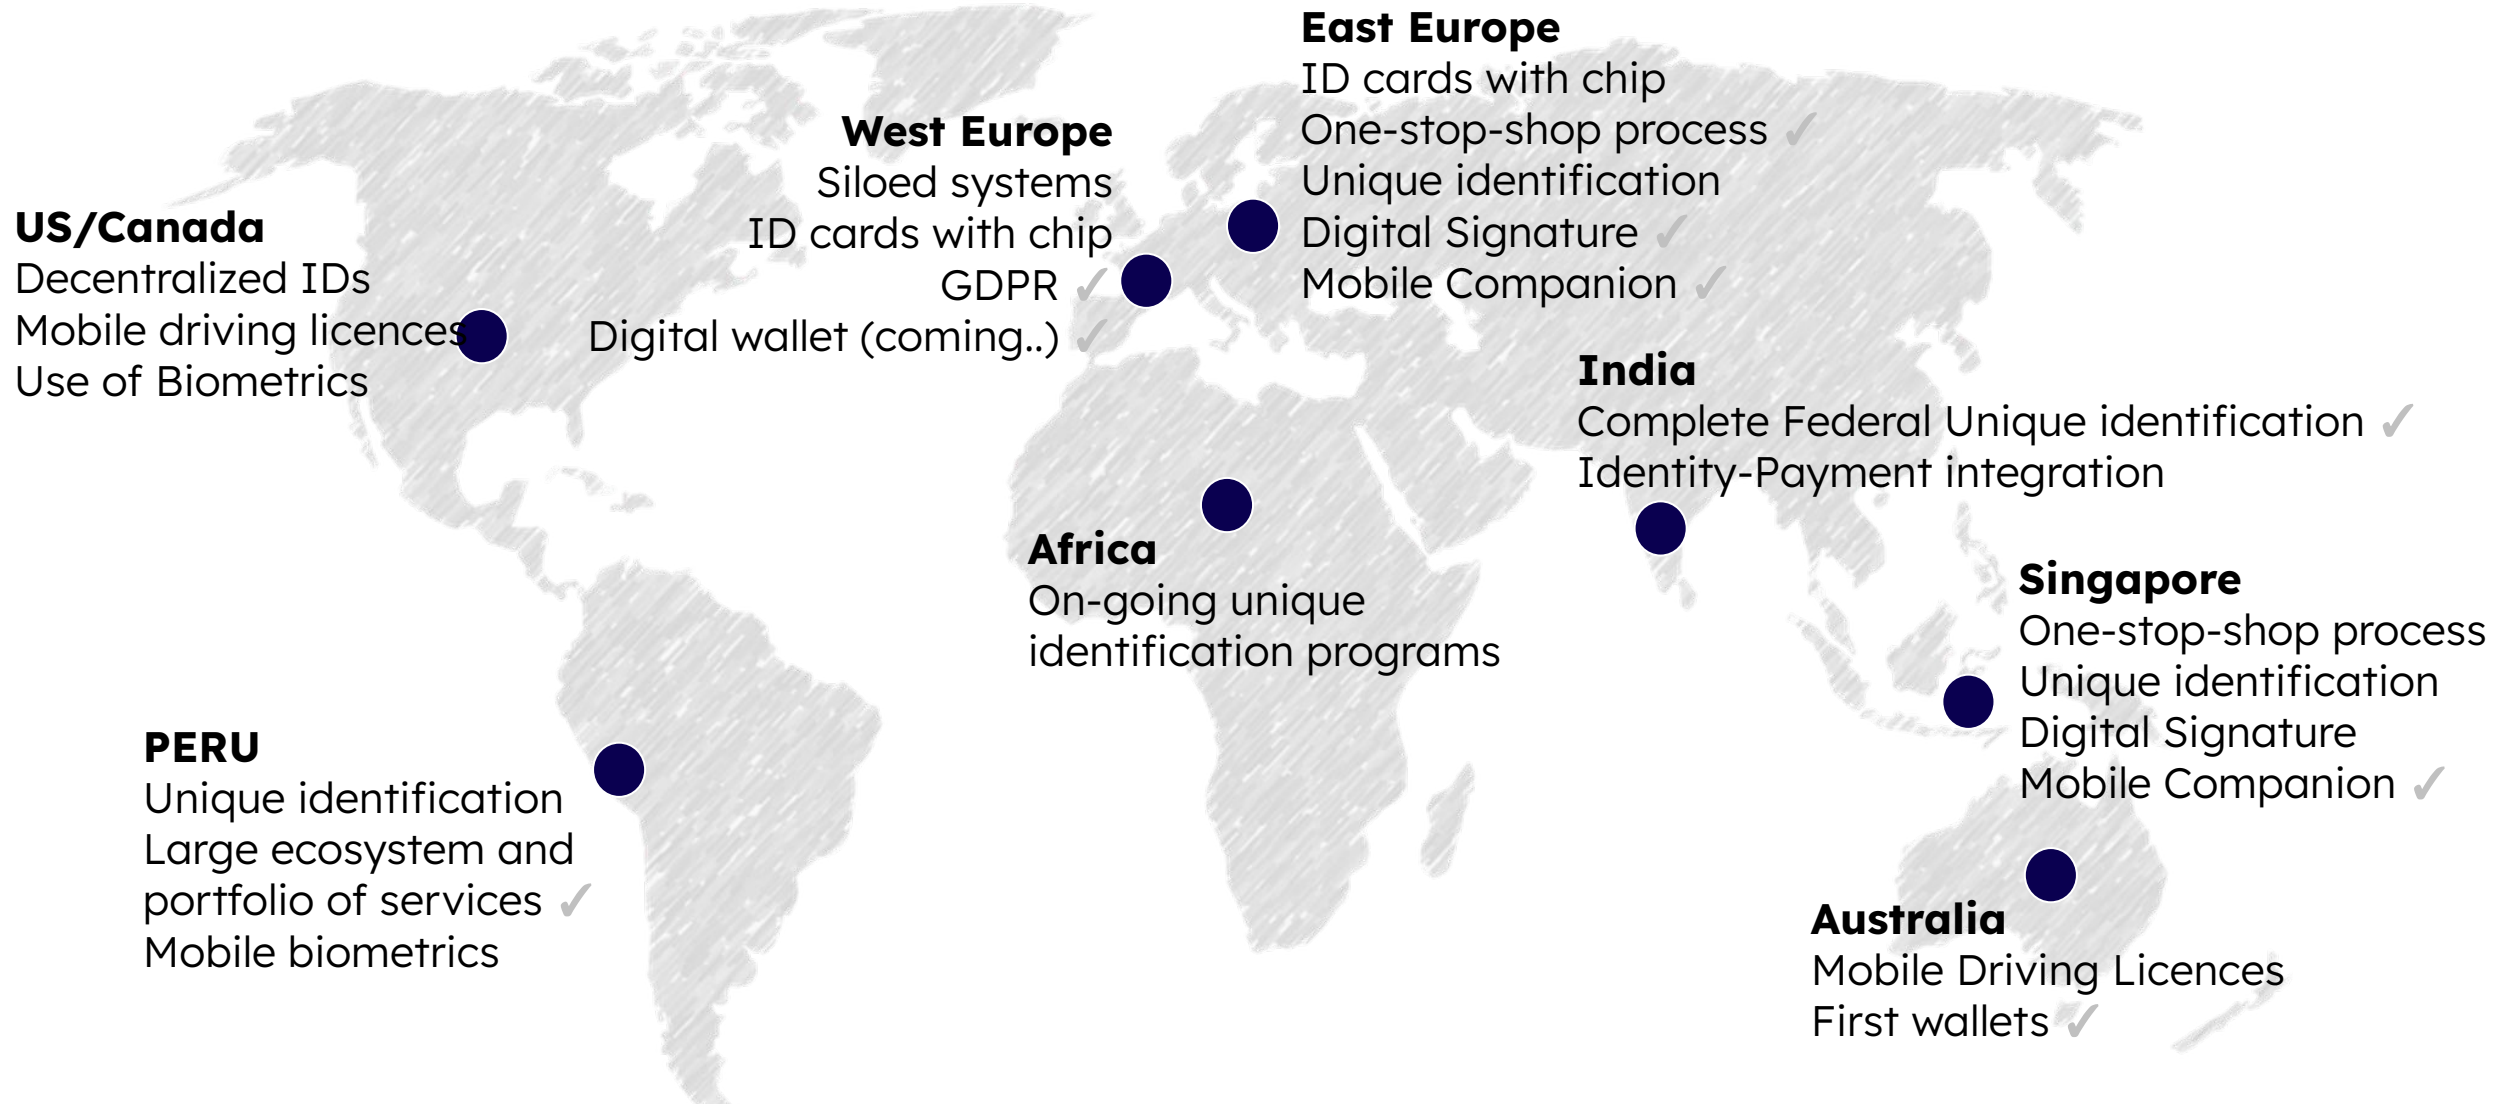 East Europe
ID cards with chip
One-stop-shop process ✓
Unique identification
Digital Signature ✓
Mobile Companion ✓
West Europe
Siloed systems
ID cards with chip
GDPR ✓
Digital wallet (coming..) ✓
US/Canada
Decentralized IDs
Mobile driving licences
Use of Biometrics
India
Complete Federal Unique identification ✓
Identity-Payment integration
Africa
On-going unique
identification programs
Singapore
One-stop-shop process
Unique identification
Digital Signature
Mobile Companion ✓
PERU
Unique identification
Large ecosystem and
portfolio of services ✓
Mobile biometrics
Australia
Mobile Driving Licences
First wallets ✓